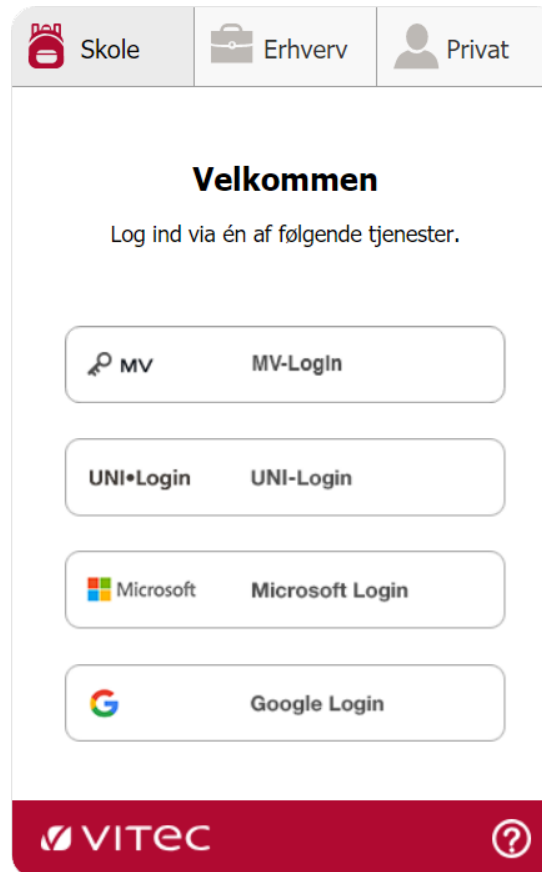 Skole Erhverv Privat
Velkommen
Log ind via én af følgende tjenester.
MV MV-LogIn
UNI•Login UNI-Login
Microsoft Microsoft Login
G Google Login
vitec ?